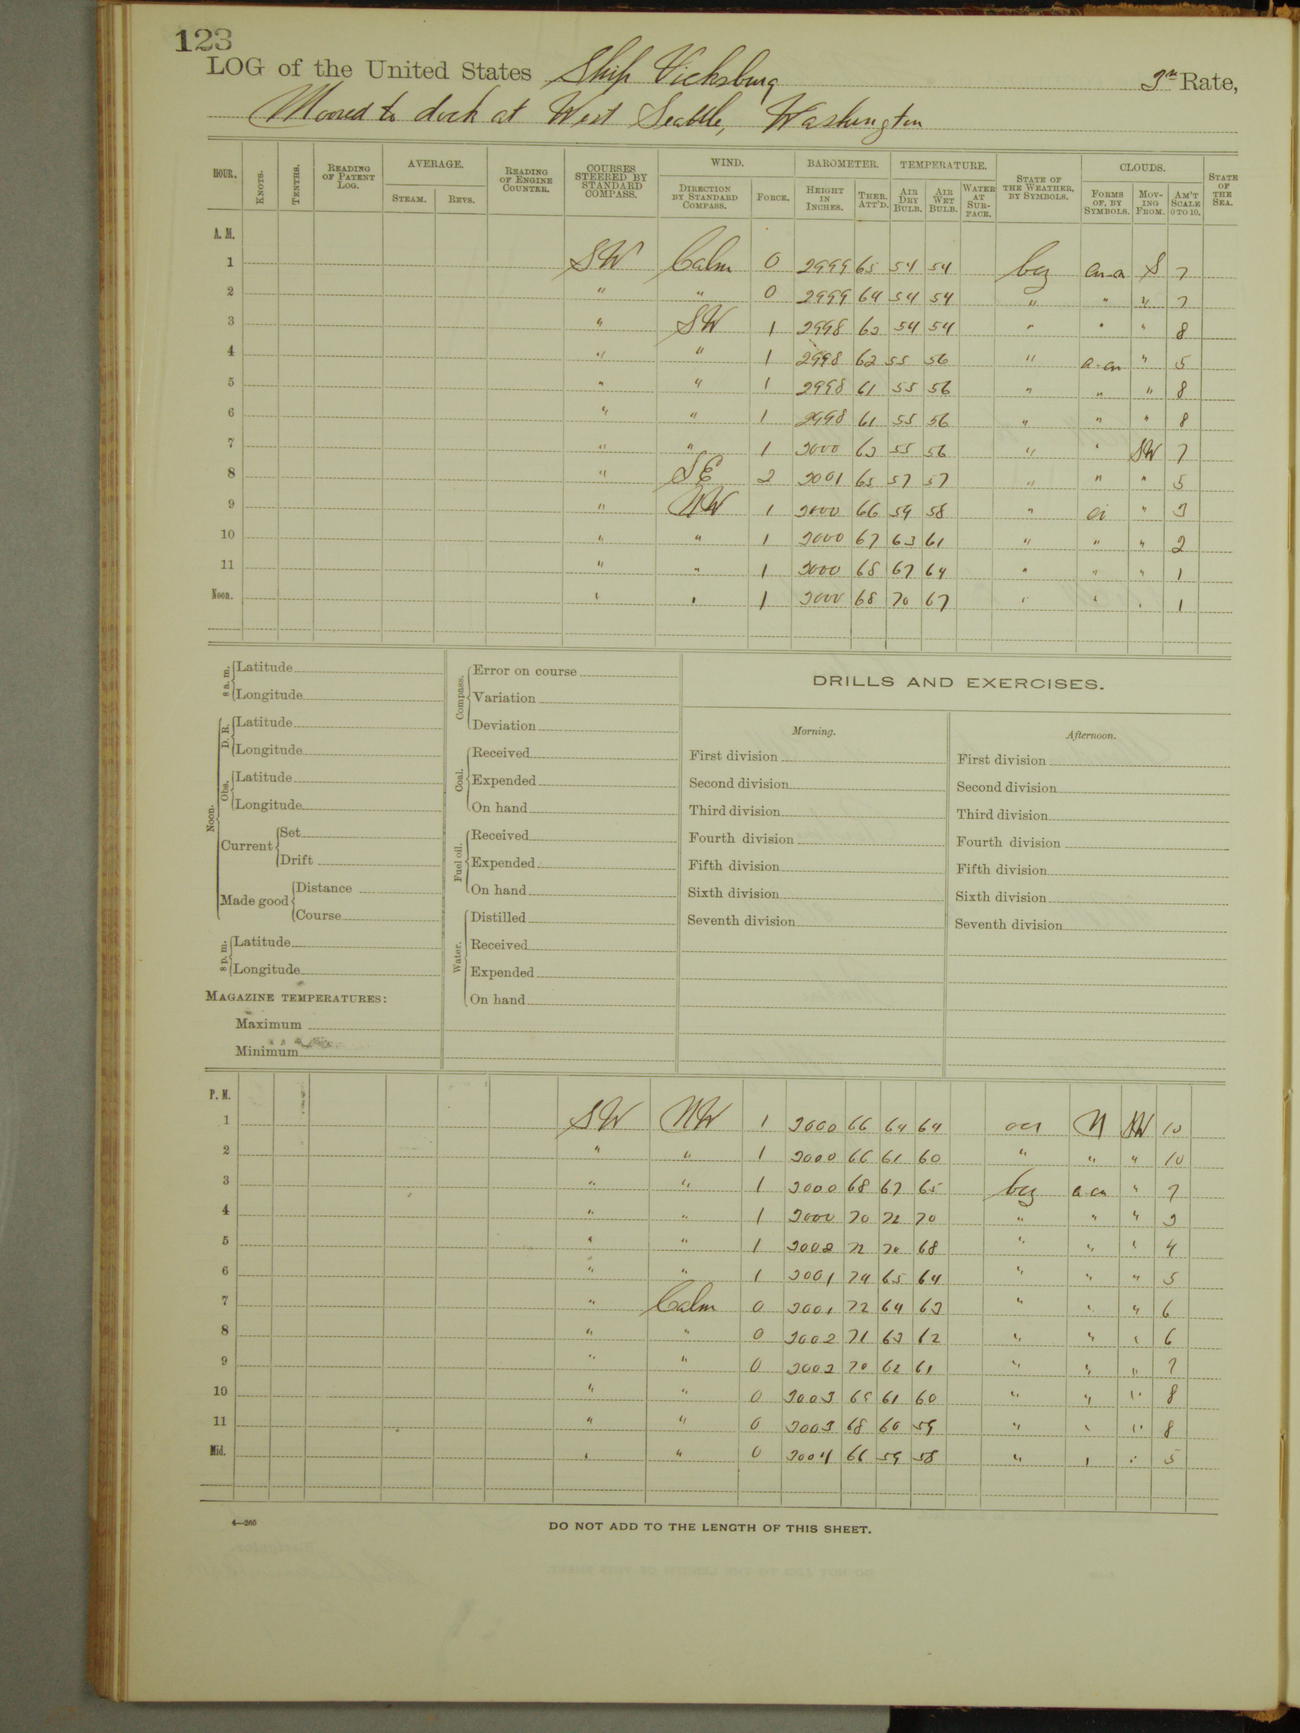 123
LOG of the United States Ship Vicksburg 3rd Rate,
Moored to dock at West Seattle, Washington
HOUR. KNOTS. TENTHS. READING OF PATENT LOG. AVERAGE. STEAM. REVS. READING OF ENGINE COUNTER. COURSES STEERED BY STANDARD COMPASS. WIND. DIRECTION BY STANDARD COMPASS. FORCE. BAROMETER. HEIGHT IN INCHES. THER. ATT'D. TEMPERATURE. AIR DRY BULB. AIR WET BULB. WATER AT SURFACE. STATE OF THE WEATHER, BY SYMBOLS. CLOUDS. FORMS OF, BY SYMBOLS. MOVING FROM. AM'T SCALE 0 TO 10. STATE OF THE SEA.
A. M.
1 SW Calm 0 2999 65 54 54 bcz S 7
2 " " 0 2999 64 54 54 " " " 7
3 " SW 1 2998 63 54 54 " " " 8
4 " " 1 2998 62 55 56 " a-cu " 5
5 " " 1 2998 61 55 56 " " " 8
6 " " 1 2998 61 55 56 " " " 8
7 " " 1 3000 63 55 56 " " SW 7
8 " SE 2 3001 65 57 57 " " " 5
9 " NW 1 3000 66 59 58 " ci " 3
10 " " 1 3000 67 63 61 " " " 2
11 " " 1 3000 68 67 64 " " " 1
Noon. " " 1 3000 68 70 67 " " " 1
8 a. m. Latitude
Longitude
Noon. D. R. Latitude
Longitude
Obs. Latitude
Longitude
Current Set
Drift
Made good Distance
Course
8 p. m. Latitude
Longitude
MAGAZINE TEMPERATURES:
Maximum
Minimum
Compass. Error on course
Variation
Deviation
Coal. Received
Expended
On hand
Fuel oil. Received
Expended
On hand
Water. Distilled
Received
Expended
On hand
DRILLS AND EXERCISES.
Morning.
First division
Second division
Third division
Fourth division
Fifth division
Sixth division
Seventh division
Afternoon.
First division
Second division
Third division
Fourth division
Fifth division
Sixth division
Seventh division
P. M.
1 SW NW 1 3000 66 64 64 N SW 10
2 " " 1 3000 66 61 60 " " " 10
3 " " 1 3000 68 67 65 bcz a-cu " 7
4 " " 1 3000 70 72 70 " " " 3
5 " " 1 3002 72 70 68 " " " 4
6 " " 1 3001 74 65 64 " " " 5
7 " Calm 0 3001 72 64 63 " " " 6
8 " " 0 3002 71 63 62 " " " 6
9 " " 0 3003 70 62 61 " " " 7
10 " " 0 3003 61 60 " " " 8
11 " " 0 3003 68 60 59 " " " 8
Mid. " " 0 3004 66 59 58 " " " 5
4—265
DO NOT ADD TO THE LENGTH OF THIS SHEET.